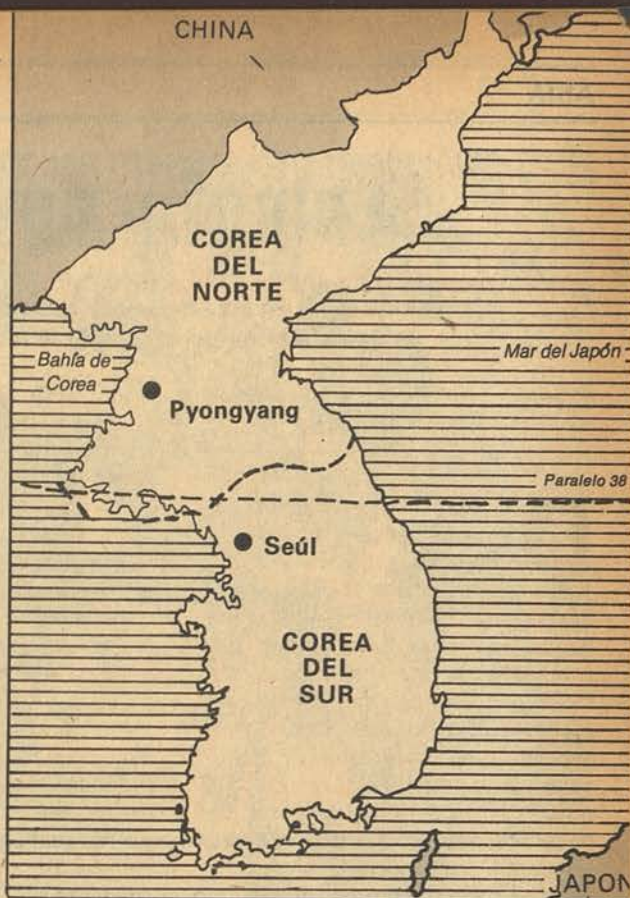 CHINA
COREA
DEL
NORTE
Bahía de
Corea
Mar del Japón
Pyongyang
Paralelo 38
Seúl
COREA
DEL
SUR
JAPON